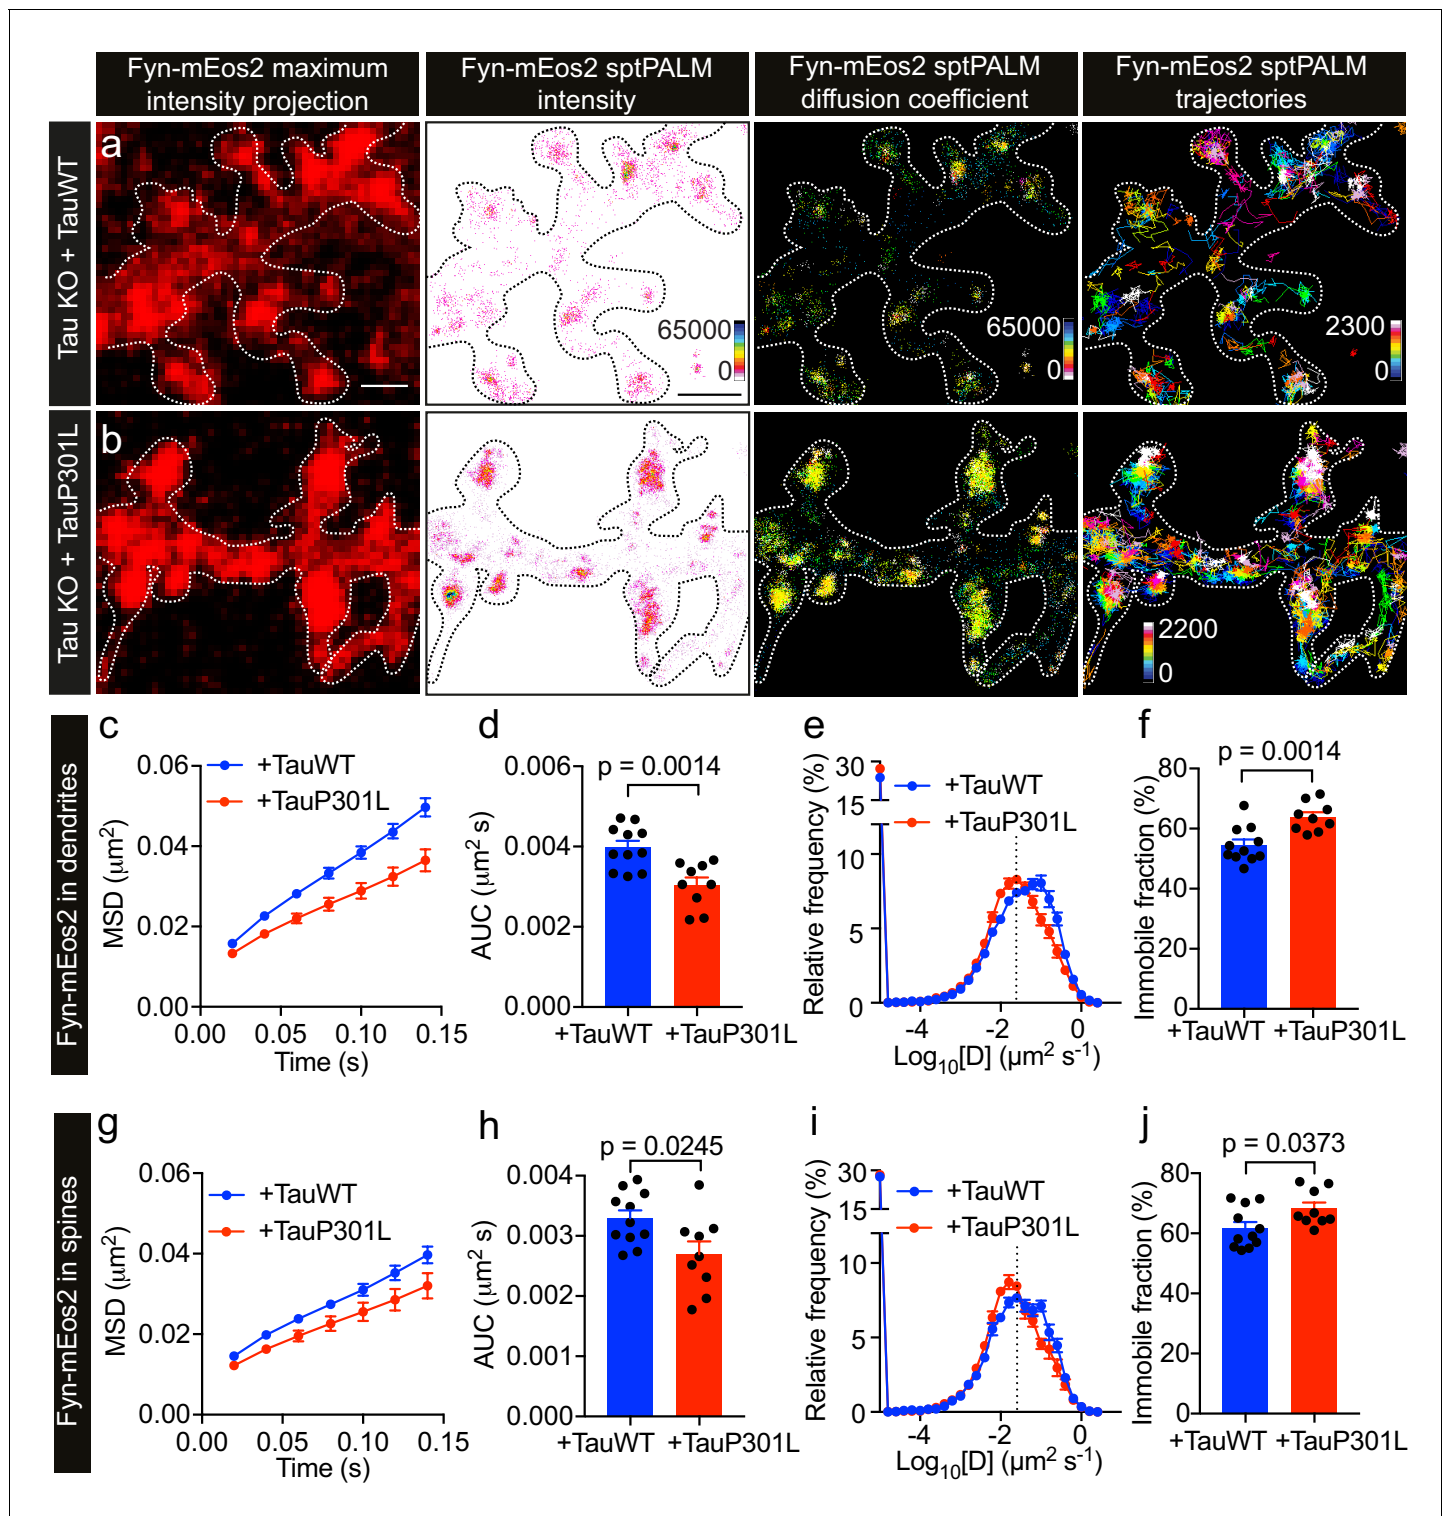 Fyn-mEos2 maximum
intensity projection
Fyn-mEos2 sptPALM
intensity
Fyn-mEos2 sptPALM
diffusion coefficient
Fyn-mEos2 sptPALM
trajectories
Tau KO + TauWT
a
65000
0
65000
0
2300
0
Tau KO + TauP301L
b
2200
0
Fyn-mEos2 in dendrites
c
+TauWT
+TauP301L
MSD (μm²)
0.06
0.04
0.02
0.00
0.00
0.05
0.10
0.15
Time (s)
d
p = 0.0014
AUC (μm² s)
0.006
0.004
0.002
0.000
+TauWT
+TauP301L
e
+TauWT
+TauP301L
Relative frequency (%)
30
15
10
5
0
-4
-2
0
Log₁₀[D] (μm² s⁻¹)
f
p = 0.0014
Immobile fraction (%)
80
60
40
20
0
+TauWT
+TauP301L
Fyn-mEos2 in spines
g
+TauWT
+TauP301L
MSD (μm²)
0.06
0.04
0.02
0.00
0.00
0.05
0.10
0.15
Time (s)
h
p = 0.0245
AUC (μm² s)
0.004
0.003
0.002
0.001
0.000
+TauWT
+TauP301L
i
+TauWT
+TauP301L
Relative frequency (%)
30
15
10
5
0
-4
-2
0
Log₁₀[D] (μm² s⁻¹)
j
p = 0.0373
Immobile fraction (%)
80
60
40
20
0
+TauWT
+TauP301L